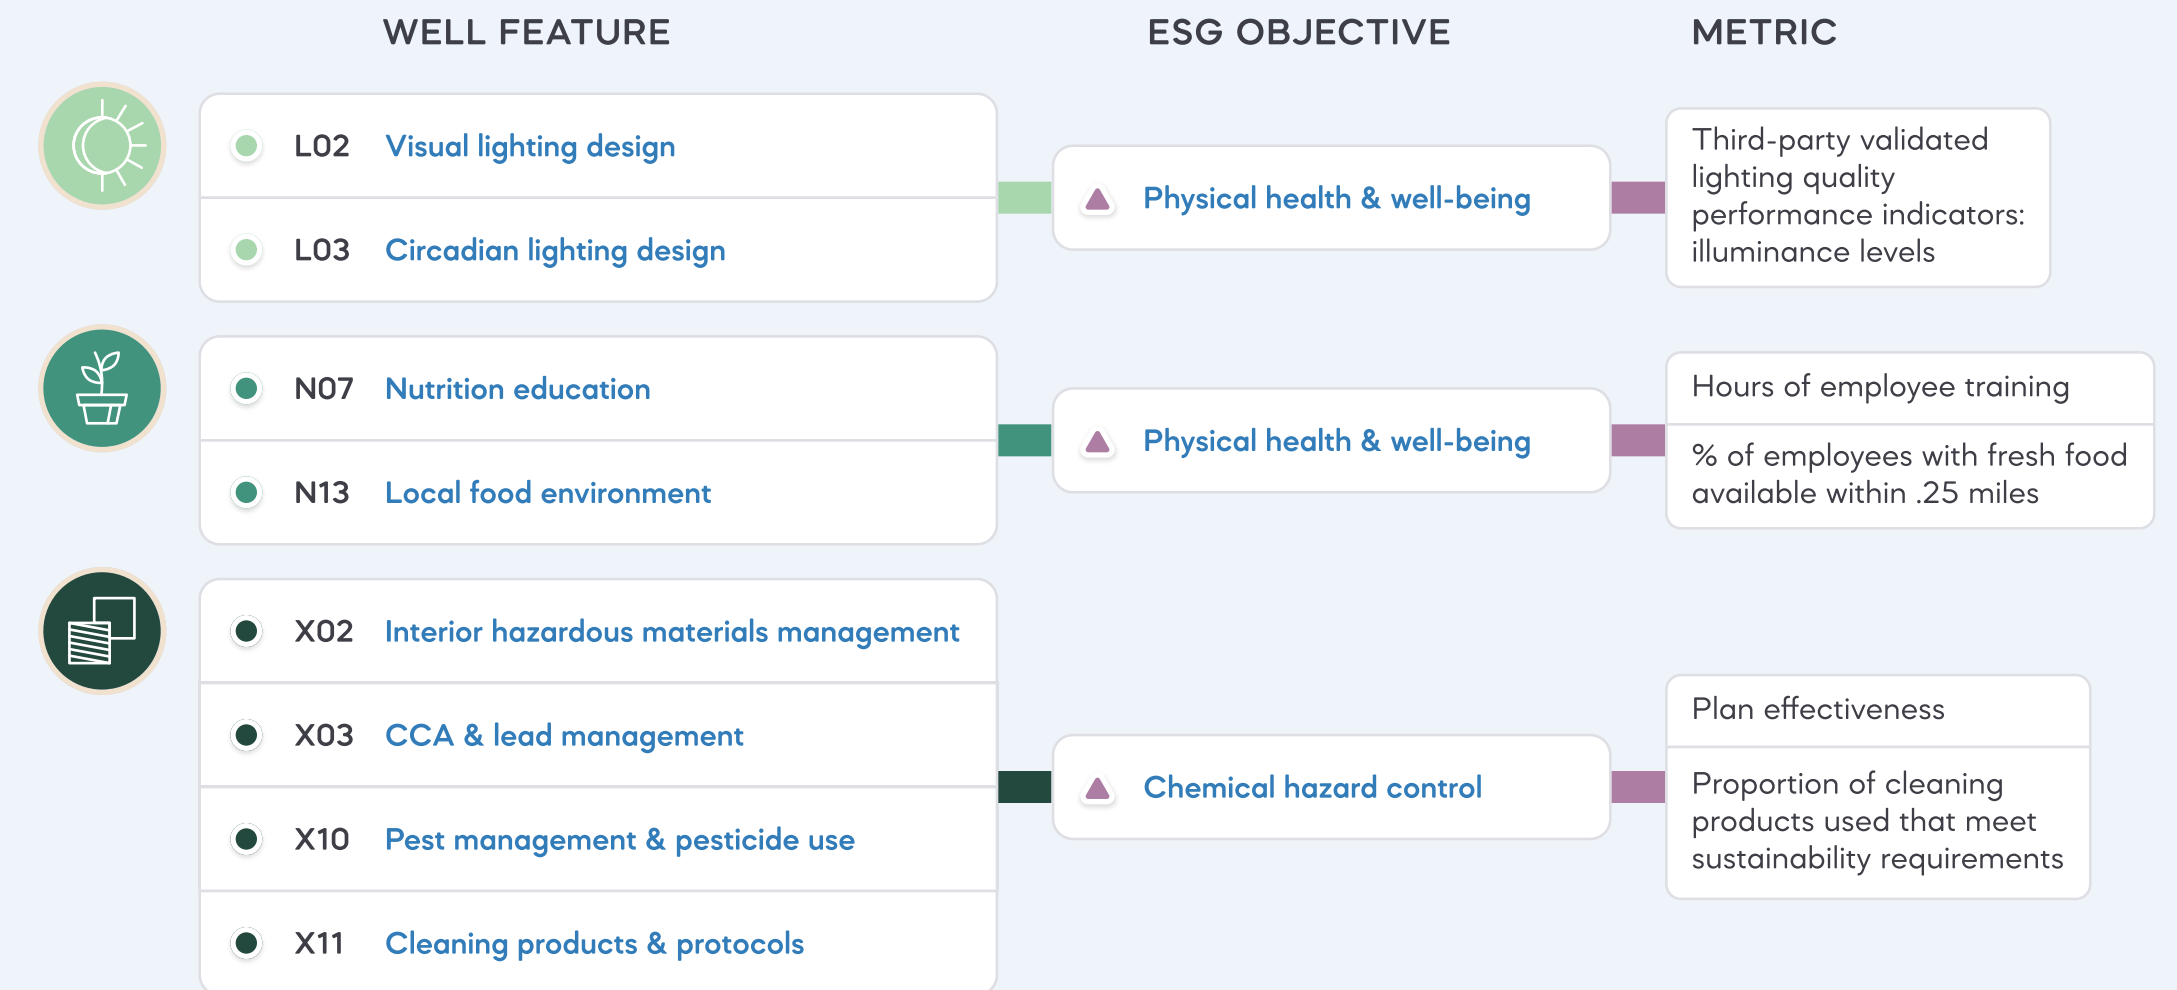 WELL FEATURE
ESG OBJECTIVE
METRIC
L02 Visual lighting design
L03 Circadian lighting design
Physical health & well-being
Third-party validated
lighting quality
performance indicators:
illuminance levels
N07 Nutrition education
N13 Local food environment
Physical health & well-being
Hours of employee training
% of employees with fresh food
available within .25 miles
X02 Interior hazardous materials management
X03 CCA & lead management
X10 Pest management & pesticide use
X11 Cleaning products & protocols
Chemical hazard control
Plan effectiveness
Proportion of cleaning
products used that meet
sustainability requirements